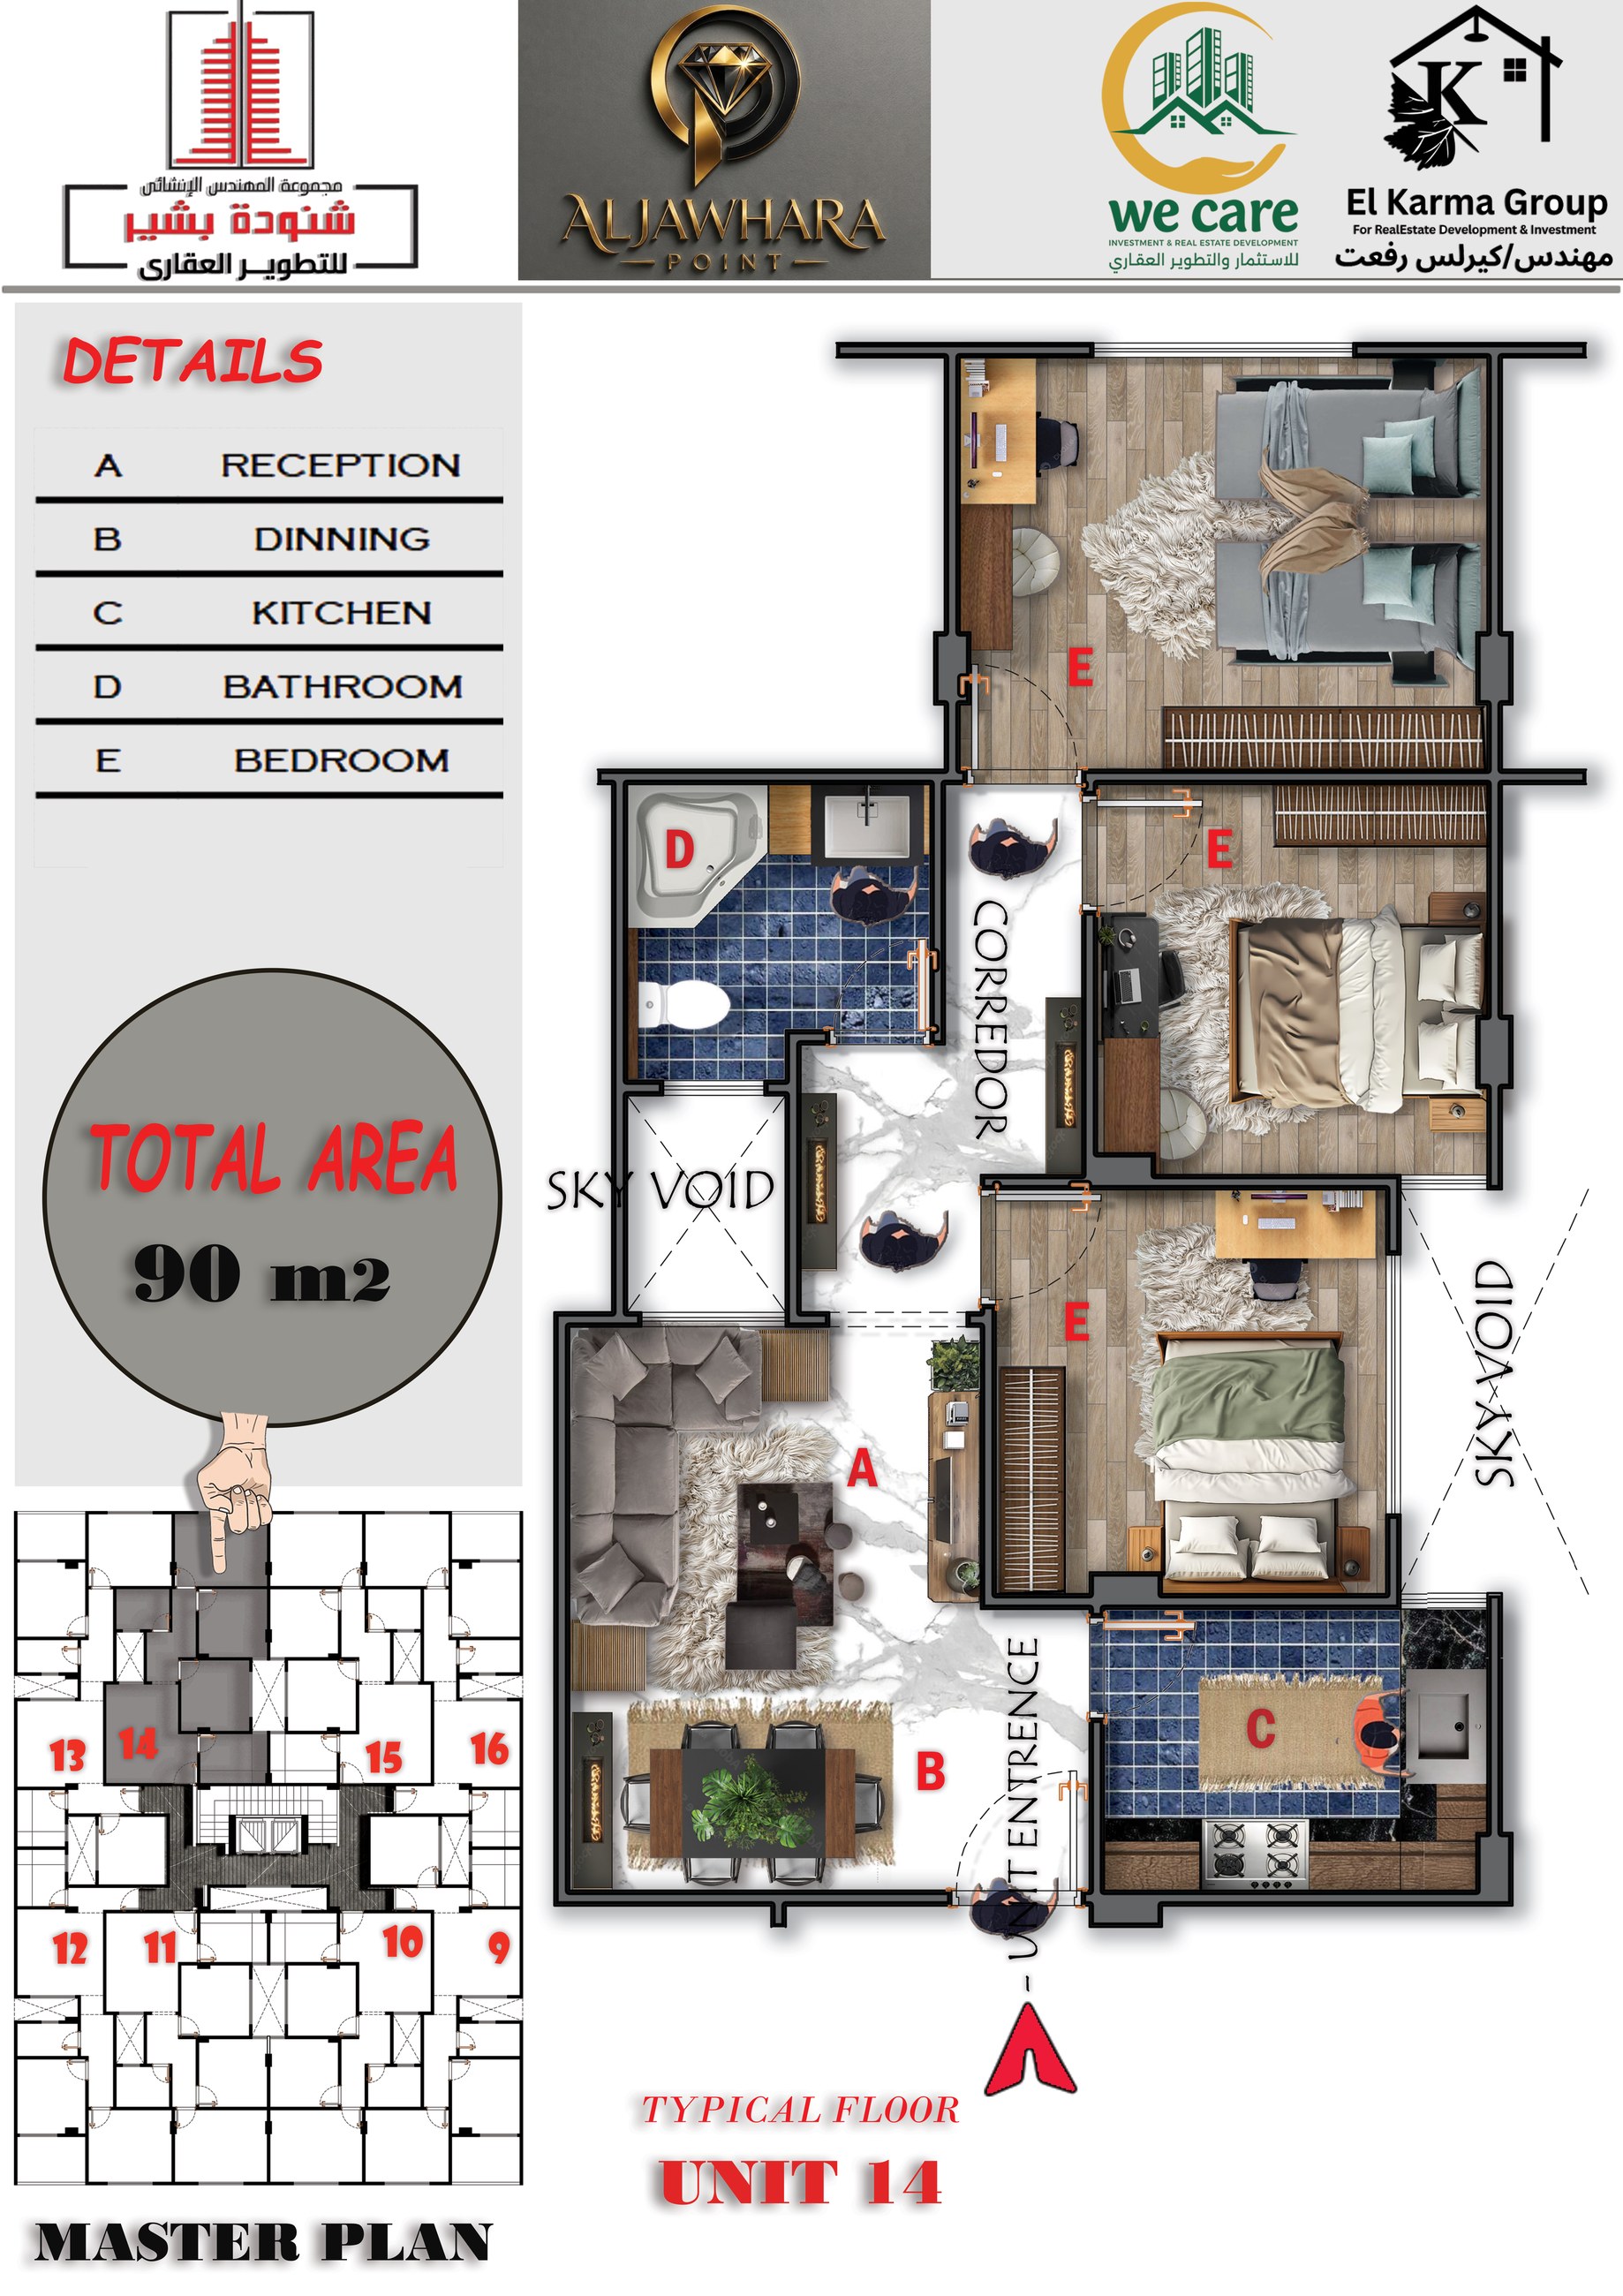 مجموعة المهندس الإنشائى
شنودة بشير
للتطوير العقارى
ALJAWHARA
POINT
we care
INVESTMENT & REAL ESTATE DEVELOPMENT
للاستثمار والتطوير العقاري
K
El Karma Group
For RealEstate Development & Investment
مهندس/كيرلس رفعت
DETAILS
A RECEPTION
B DINNING
C KITCHEN
D BATHROOM
E BEDROOM
TOTAL AREA
90 m2
E
D
E
CORREDOR
SKY VOID
E
SKY VOID
A
B
C
UNIT ENTRENCE
13
14
15
16
12
11
10
9
MASTER PLAN
TYPICAL FLOOR
UNIT 14